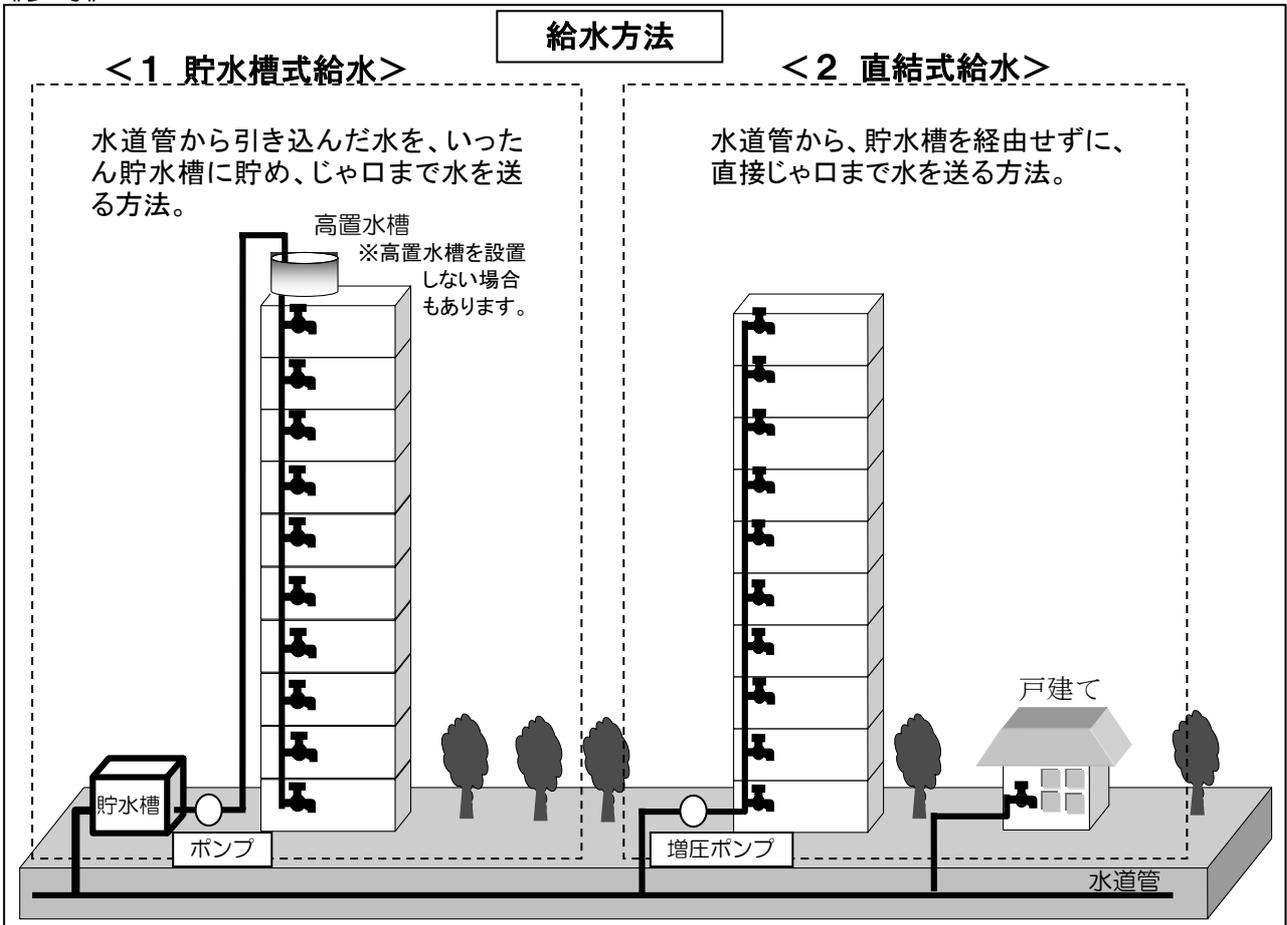 給水方法
＜１ 貯水槽式給水＞
水道管から引き込んだ水を、いった
ん貯水槽に貯め、じゃ口まで水を送
る方法。
高置水槽
※高置水槽を設置
しない場合
もあります。
貯水槽
ポンプ
＜２ 直結式給水＞
水道管から、貯水槽を経由せずに、
直接じゃ口まで水を送る方法。
戸建て
増圧ポンプ
水道管